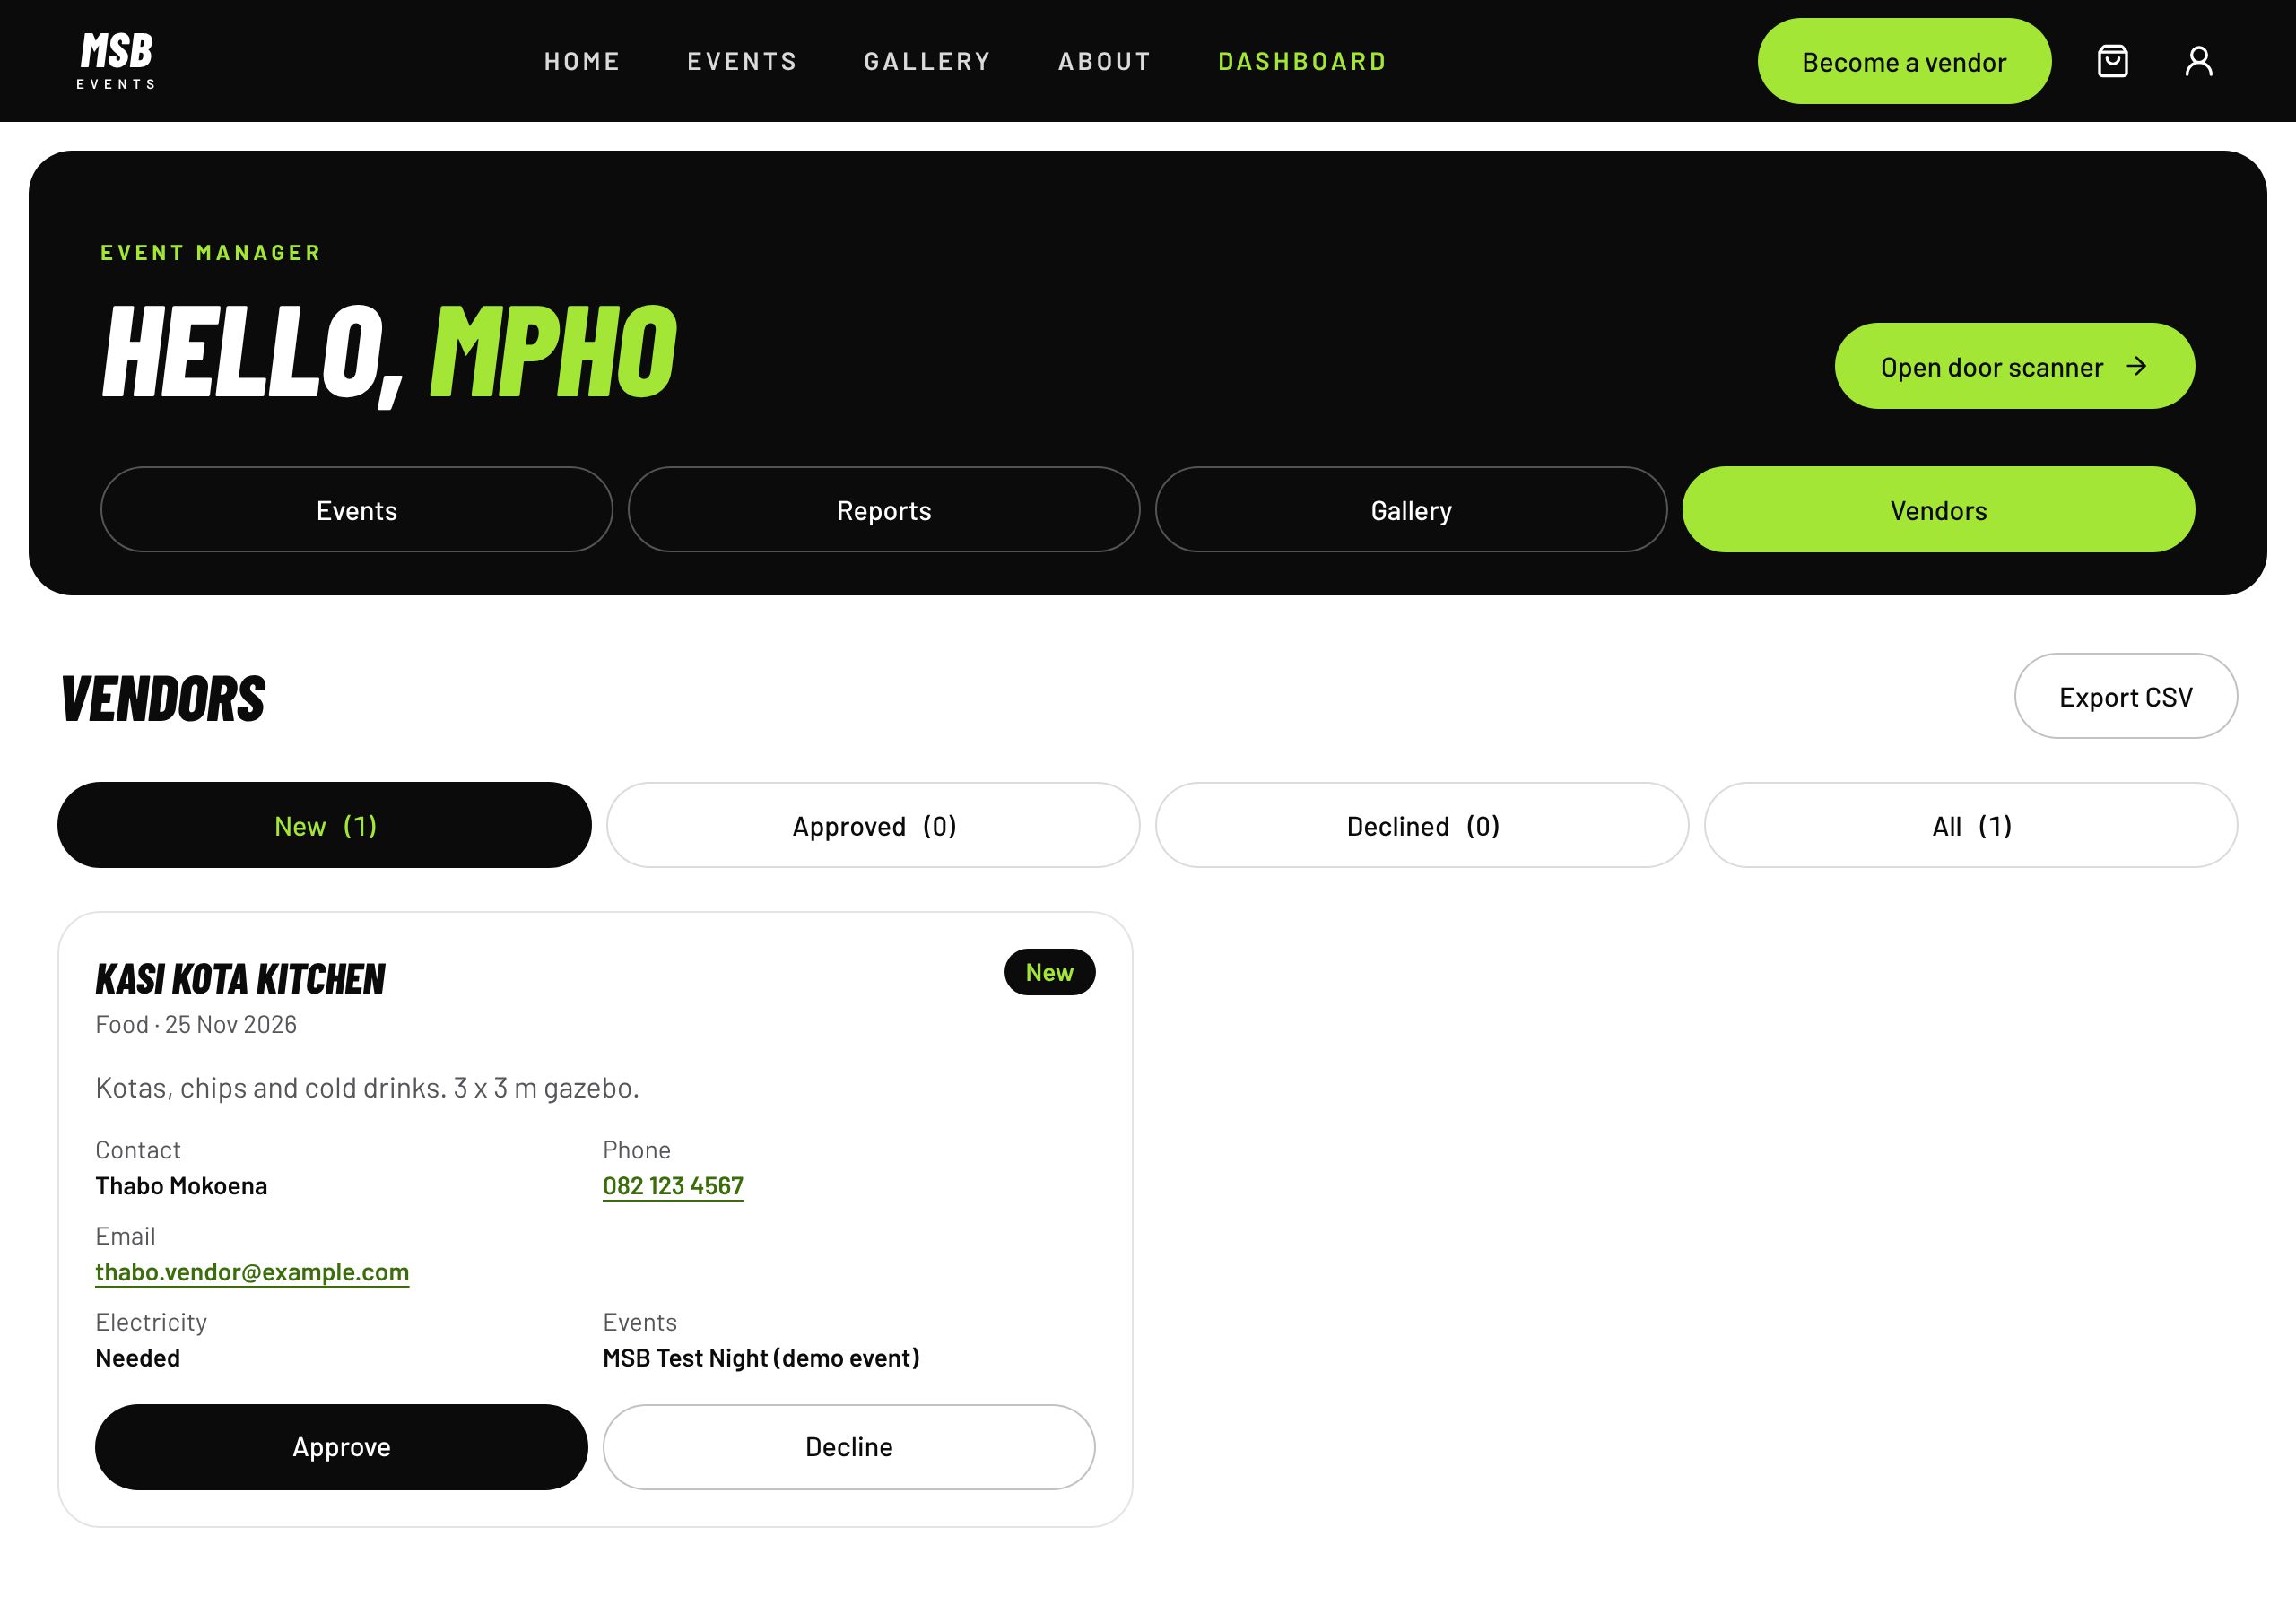 MSB
EVENTS
HOME
EVENTS
GALLERY
ABOUT
DASHBOARD
Become a vendor
EVENT MANAGER
HELLO, MPHO
Open door scanner
Events
Reports
Gallery
Vendors
VENDORS
Export CSV
New (1)
Approved (0)
Declined (0)
All (1)
KASI KOTA KITCHEN
New
Food · 25 Nov 2026
Kotas, chips and cold drinks. 3 x 3 m gazebo.
Contact
Thabo Mokoena
Phone
082 123 4567
Email
thabo.vendor@example.com
Electricity
Needed
Events
MSB Test Night (demo event)
Approve
Decline